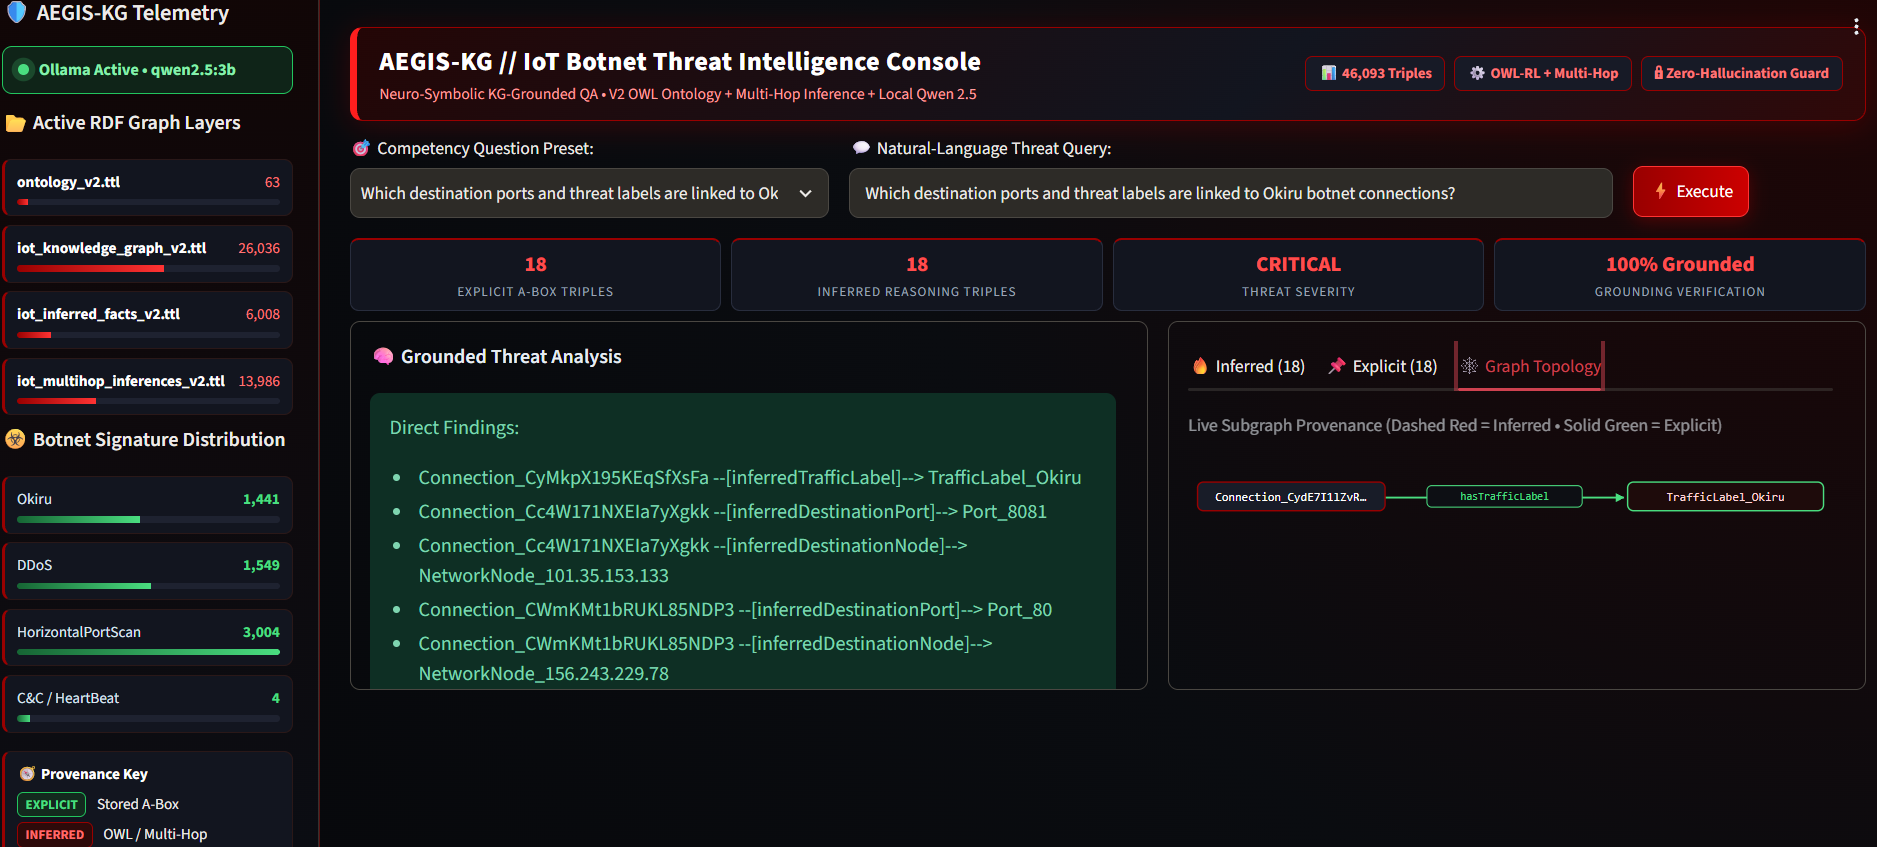 AEGIS-KG Telemetry
Ollama Active • qwen2.5:3b
Active RDF Graph Layers
ontology_v2.ttl 63
iot_knowledge_graph_v2.ttl 26,036
iot_inferred_facts_v2.ttl 6,008
iot_multihop_inferences_v2.ttl 13,986
Botnet Signature Distribution
Okiru 1,441
DDoS 1,549
HorizontalPortScan 3,004
C&C / HeartBeat 4
Provenance Key
EXPLICIT Stored A-Box
INFERRED OWL / Multi-Hop
AEGIS-KG // IoT Botnet Threat Intelligence Console
Neuro-Symbolic KG-Grounded QA • V2 OWL Ontology + Multi-Hop Inference + Local Qwen 2.5
46,093 Triples
OWL-RL + Multi-Hop
Zero-Hallucination Guard
Competency Question Preset:
Which destination ports and threat labels are linked to Ok
Natural-Language Threat Query:
Which destination ports and threat labels are linked to Okiru botnet connections?
Execute
18
EXPLICIT A-BOX TRIPLES
18
INFERRED REASONING TRIPLES
CRITICAL
THREAT SEVERITY
100% Grounded
GROUNDING VERIFICATION
Grounded Threat Analysis
Direct Findings:
• Connection_CyMkpX195KEqSfXsFa --[inferredTrafficLabel]--> TrafficLabel_Okiru
• Connection_Cc4W171NXEIa7yXgkk --[inferredDestinationPort]--> Port_8081
• Connection_Cc4W171NXEIa7yXgkk --[inferredDestinationNode]-->
NetworkNode_101.35.153.133
• Connection_CWmKMt1bRUKL85NDP3 --[inferredDestinationPort]--> Port_80
• Connection_CWmKMt1bRUKL85NDP3 --[inferredDestinationNode]-->
NetworkNode_156.243.229.78
Inferred (18)
Explicit (18)
Graph Topology
Live Subgraph Provenance (Dashed Red = Inferred • Solid Green = Explicit)
Connection_CydE7I11ZvR…
hasTrafficLabel
TrafficLabel_Okiru